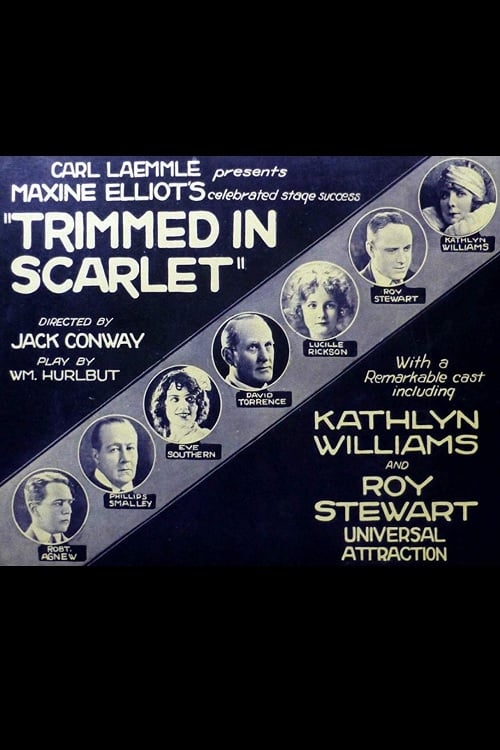 CARL LAEMMLE presents
MAXINE ELLIOT'S celebrated stage success
"TRIMMED IN
SCARLET"
DIRECTED BY
JACK CONWAY
PLAY BY
WM. HURLBUT
KATHLYN
WILLIAMS
ROY
STEWART
LUCILLE
RICKSON
DAVID
TORRENCE
EVE
SOUTHERN
PHILLIPS
SMALLEY
ROBT.
AGNEW
With a
Remarkable cast
including
KATHLYN
WILLIAMS
AND
ROY
STEWART
UNIVERSAL
ATTRACTION